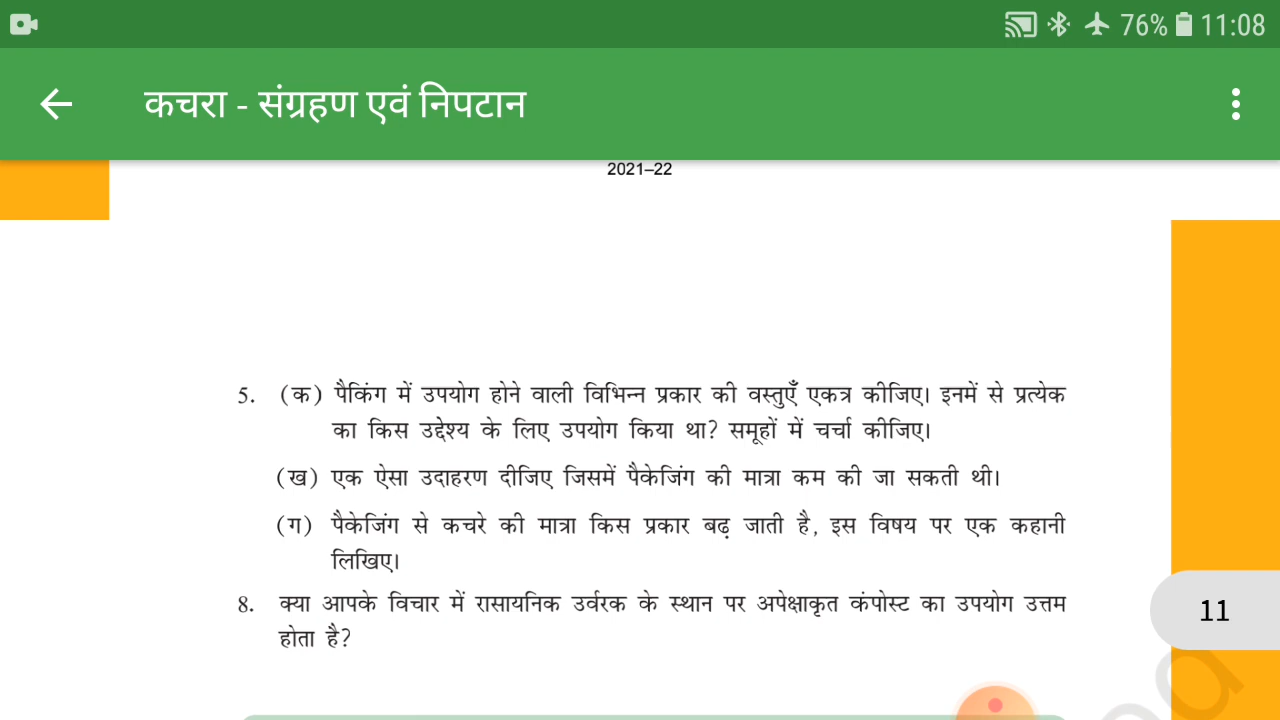 76% 11:08
कचरा - संग्रहण एवं निपटान
2021–22
5. (क) पैकिंग में उपयोग होने वाली विभिन्न प्रकार की वस्तुएँ एकत्र कीजिए। इनमें से प्रत्येक
का किस उद्देश्य के लिए उपयोग किया था? समूहों में चर्चा कीजिए।
(ख) एक ऐसा उदाहरण दीजिए जिसमें पैकेजिंग की मात्रा कम की जा सकती थी।
(ग) पैकेजिंग से कचरे की मात्रा किस प्रकार बढ़ जाती है, इस विषय पर एक कहानी
लिखिए।
8. क्या आपके विचार में रासायनिक उर्वरक के स्थान पर अपेक्षाकृत कंपोस्ट का उपयोग उत्तम
होता है?
11